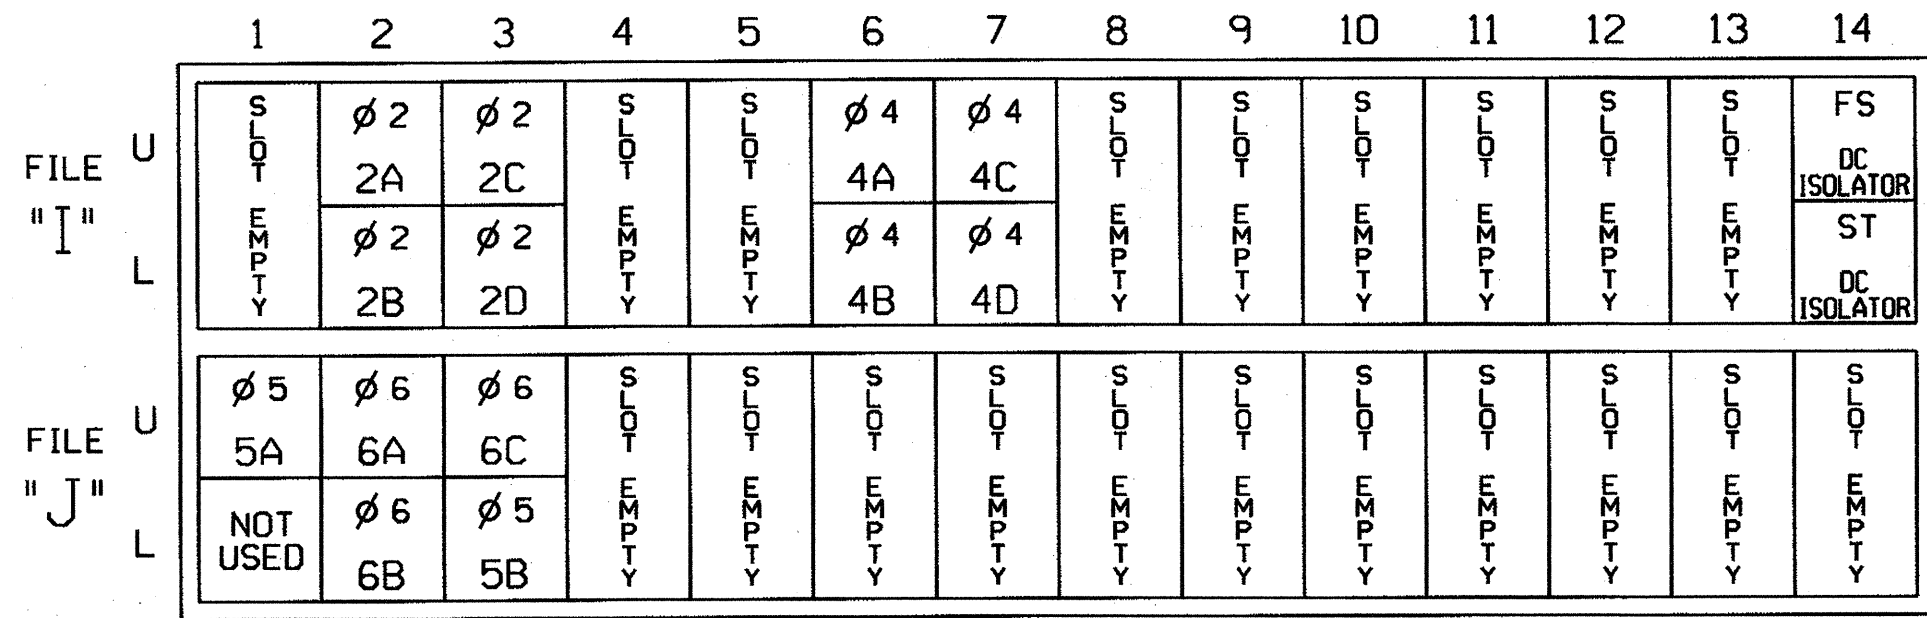 1 2 3 4 5 6 7 8 9 10 11 12 13 14
FILE "I"
U
SLOT EMPTY
ø 2 2A
ø 2 2C
SLOT EMPTY
SLOT EMPTY
ø 4 4A
ø 4 4C
SLOT EMPTY
SLOT EMPTY
SLOT EMPTY
SLOT EMPTY
SLOT EMPTY
SLOT EMPTY
FS DC ISOLATOR
L
ø 2 2B
ø 2 2D
ø 4 4B
ø 4 4D
ST DC ISOLATOR
FILE "J"
U
ø 5 5A
ø 6 6A
ø 6 6C
SLOT EMPTY
SLOT EMPTY
SLOT EMPTY
SLOT EMPTY
SLOT EMPTY
SLOT EMPTY
SLOT EMPTY
SLOT EMPTY
SLOT EMPTY
SLOT EMPTY
SLOT EMPTY
L
NOT USED
ø 6 6B
ø 5 5B